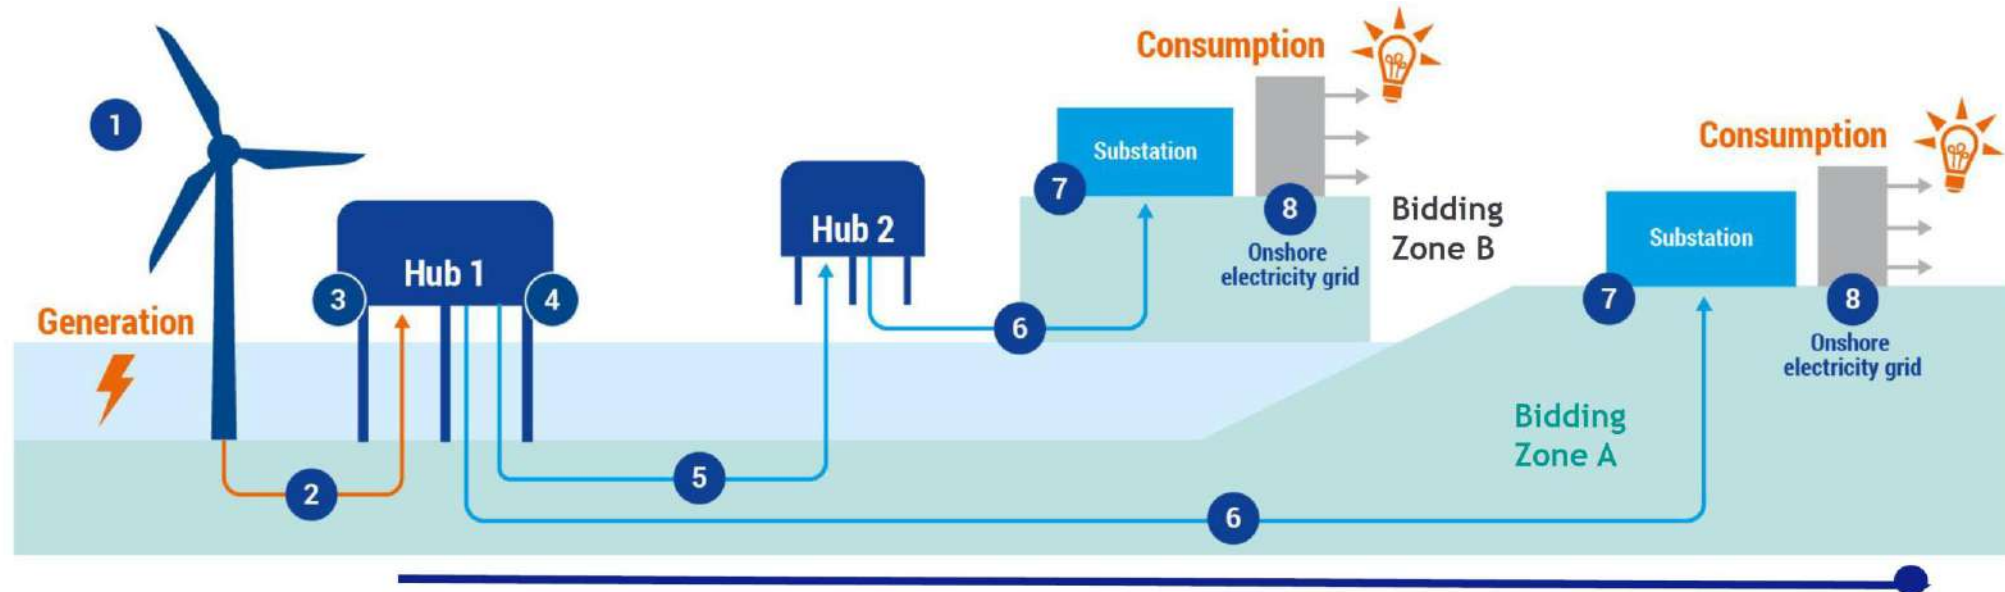 Consumption
1
Consumption
Substation
7
8
Bidding
Zone B
Onshore
electricity grid
Hub 2
Substation
Hub 1
3
4
7
8
Generation
6
Onshore
electricity grid
Bidding
Zone A
5
2
6